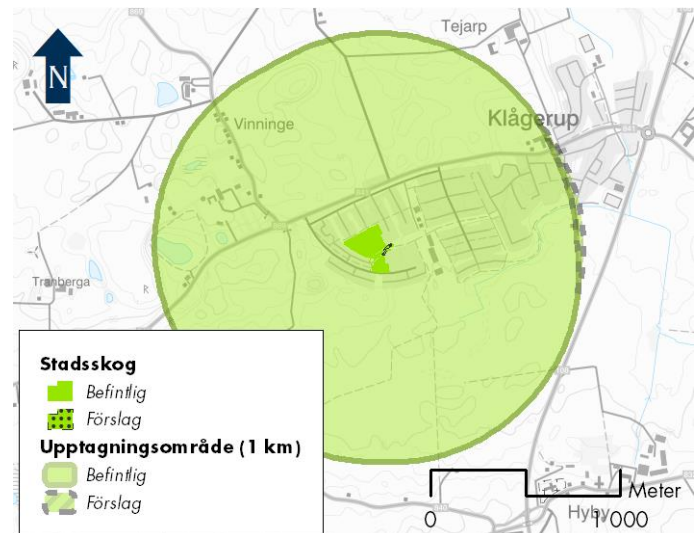 Tejarp
N
Klågerup
Vinninge
Tranberga
Stadsskog
Befintlig
Förslag
Upptagningsområde (1 km)
Befintlig
Förslag
Meter
0 1 000
Hyby